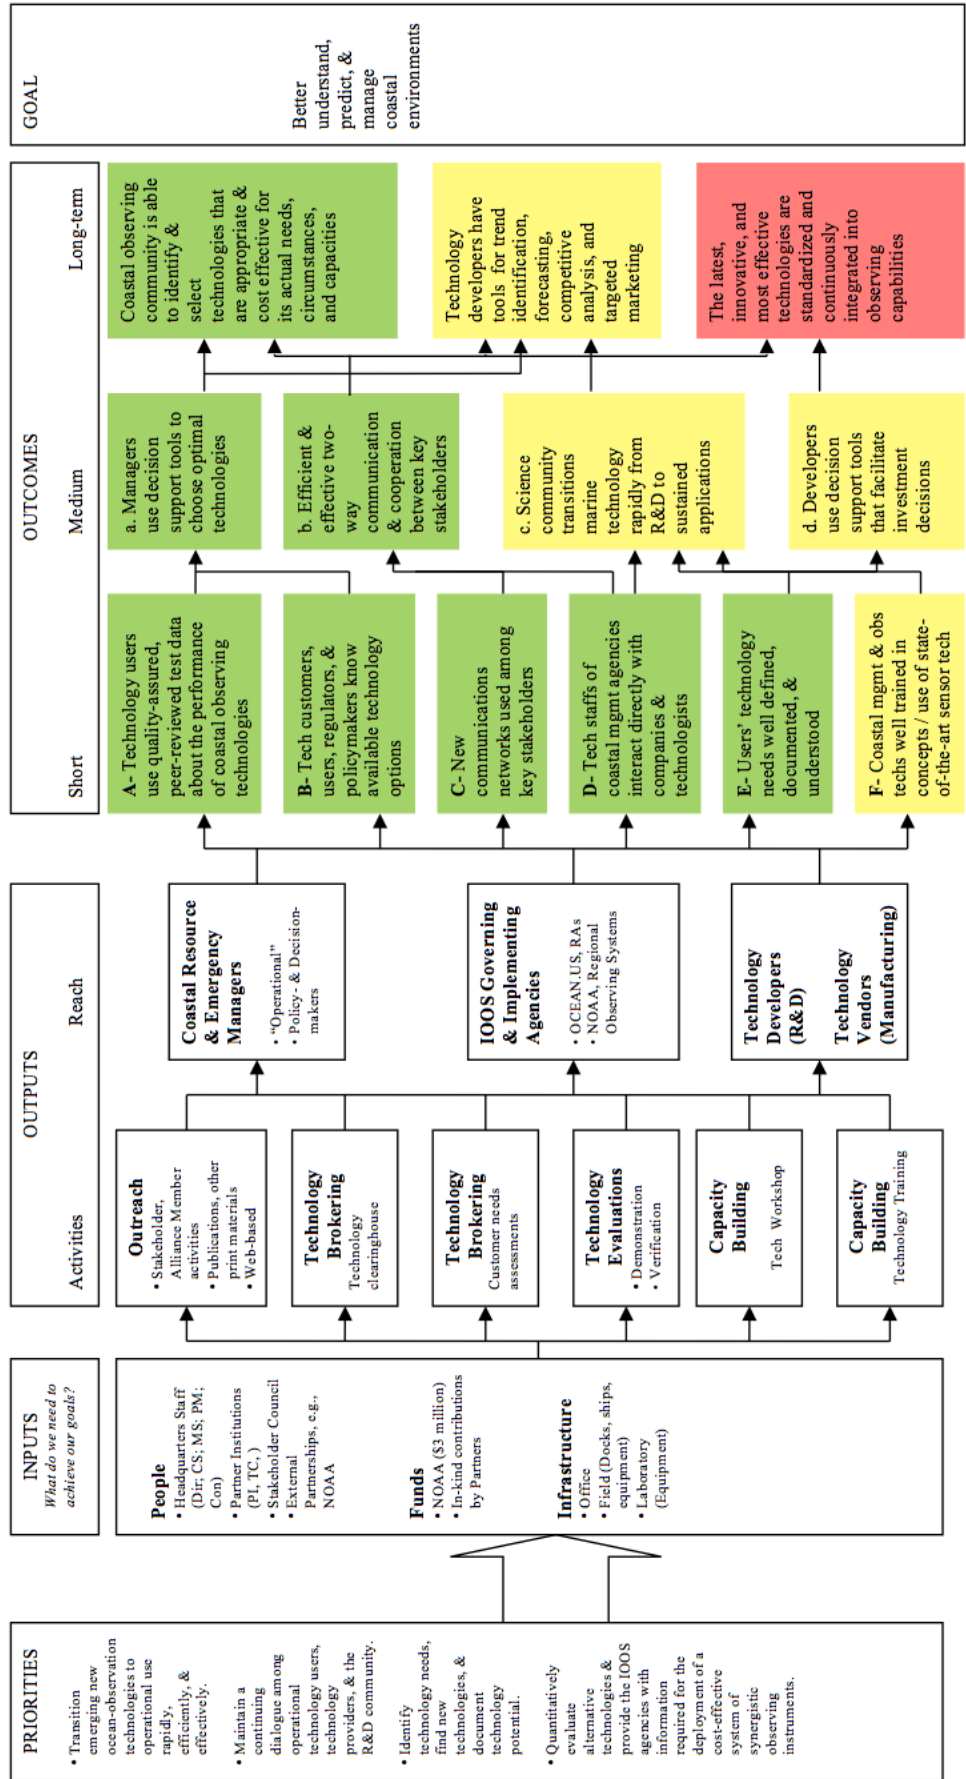 PRIORITIES
• Transition
emerging new
ocean-observation
technologies to
operational use
rapidly,
efficiently, &
effectively.
• Maintain a
continuing
dialogue among
operational
technology users,
technology
providers, & the
R&D community.
• Identify
technology needs,
find new
technologies, &
document
technology
potential.
• Quantitatively
evaluate
alternative
technologies &
provide the IOOS
agencies with
information
required for the
deployment of a
cost-effective
system of
synergistic
observing
instruments.
INPUTS
What do we need to
achieve our goals?
People
• Headquarters Staff
(Dir; CS; MS; PM;
Con)
• Partner Institutions
(PI, TC, )
• Stakeholder Council
• External
Partnerships, e.g.,
NOAA
Funds
• NOAA ($3 million)
• In-kind contributions
by Partners
Infrastructure
• Office
• Field (Docks, ships,
equipment)
• Laboratory
(Equipment)
OUTPUTS
Activities
Reach
Outreach
• Stakeholder,
Alliance Member
activities
• Publications, other
print materials
• Web-based
Technology
Brokering
Technology
clearinghouse
Technology
Brokering
Customer needs
assessments
Technology
Evaluations
• Demonstration
• Verification
Capacity
Building
Tech Workshop
Capacity
Building
Technology Training
Coastal Resource
& Emergency
Managers
• "Operational"
• Policy- & Decision-
makers
IOOS Governing
& Implementing
Agencies
• OCEAN.US, RAs
• NOAA, Regional
Observing Systems
Technology
Developers
(R&D)
Technology
Vendors
(Manufacturing)
OUTCOMES
Short
Medium
Long-term
A- Technology users
use quality-assured,
peer-reviewed test data
about the performance
of coastal observing
technologies
B- Tech customers,
users, regulators, &
policymakers know
available technology
options
C- New
communications
networks used among
key stakeholders
D- Tech staffs of
coastal mgmt agencies
interact directly with
companies &
technologists
E- Users' technology
needs well defined,
documented, &
understood
F- Coastal mgmt & obs
techs well trained in
concepts / use of state-
of-the-art sensor tech
a. Managers
use decision
support tools to
choose optimal
technologies
b. Efficient &
effective two-
way
communication
& cooperation
between key
stakeholders
c. Science
community
transitions
marine
technology
rapidly from
R&D to
sustained
applications
d. Developers
use decision
support tools
that facilitate
investment
decisions
Coastal observing
community is able
to identify &
select
technologies that
are appropriate &
cost effective for
its actual needs,
circumstances,
and capacities
Technology
developers have
tools for trend
identification,
forecasting,
competitive
analysis, and
targeted
marketing
The latest,
innovative, and
most effective
technologies are
standardized and
continuously
integrated into
observing
capabilities
GOAL
Better
understand,
predict, &
manage
coastal
environments